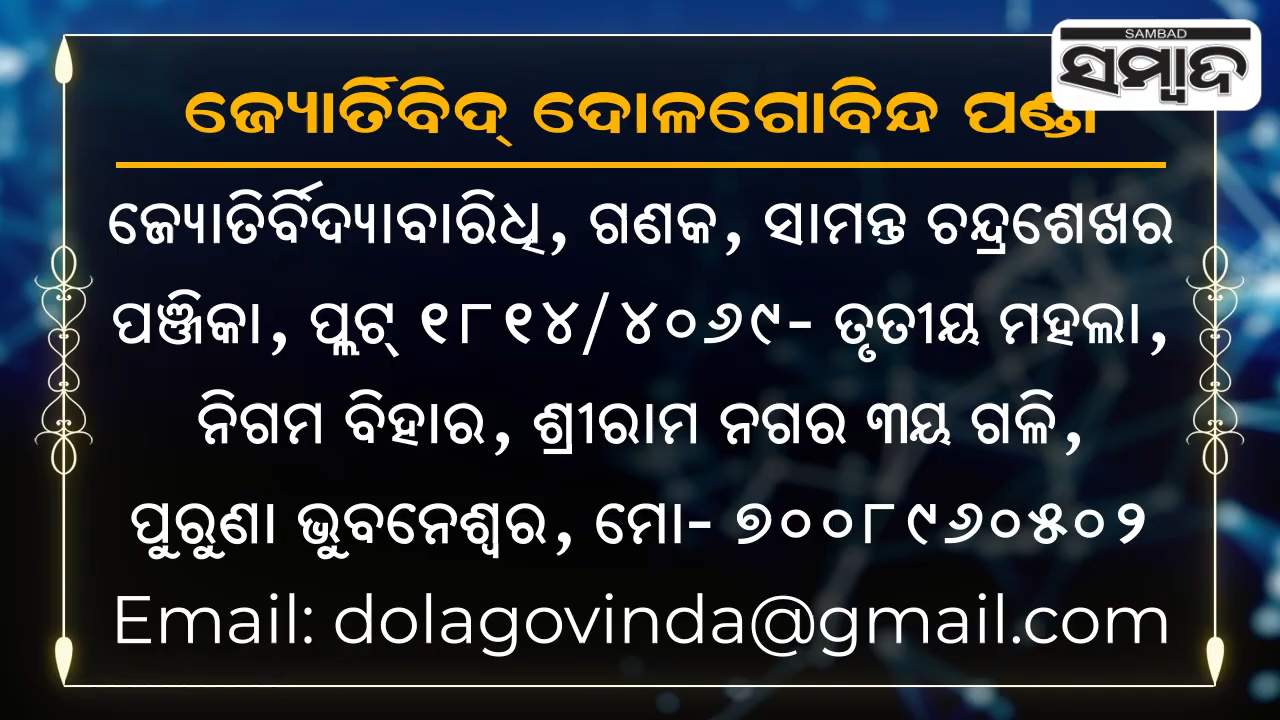 SAMBAD
ସମ୍ବାଦ
ଜ୍ୟୋର୍ତିବିଦ୍ ଦୋଳଗୋବିନ୍ଦ ପଣ୍ଡା
ଜ୍ୟୋତିର୍ବିଦ୍ୟାବାରିଧି, ଗଣକ, ସାମନ୍ତ ଚନ୍ଦ୍ରଶେଖର
ପଞ୍ଜିକା, ପ୍ଲଟ୍ ୧୮୧୪/୪୦୬୯- ତୃତୀୟ ମହଲା,
ନିଗମ ବିହାର, ଶ୍ରୀରାମ ନଗର ୩ୟ ଗଳି,
ପୁରୁଣା ଭୁବନେଶ୍ୱର, ମୋ- ୭୦୦୮୯୬୦୫୦୨
Email: dolagovinda@gmail.com